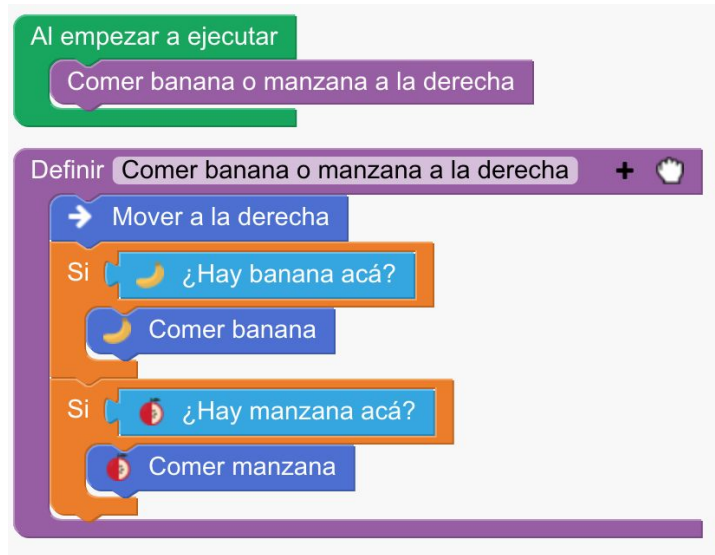 Al empezar a ejecutar
Comer banana o manzana a la derecha
Definir Comer banana o manzana a la derecha +
Mover a la derecha
Si ¿Hay banana acá?
Comer banana
Si ¿Hay manzana acá?
Comer manzana